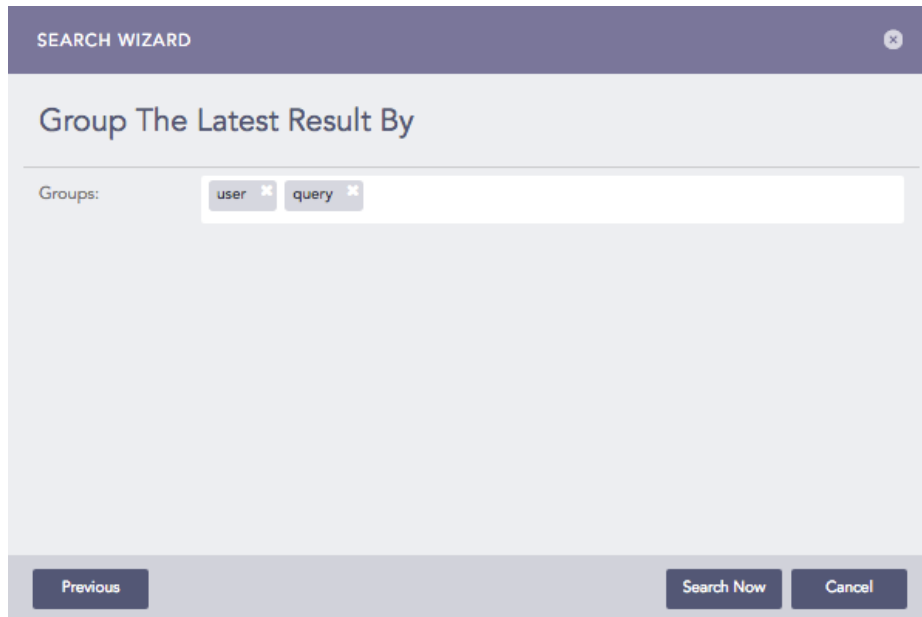 SEARCH WIZARD
Group The Latest Result By
Groups: user query
Previous Search Now Cancel